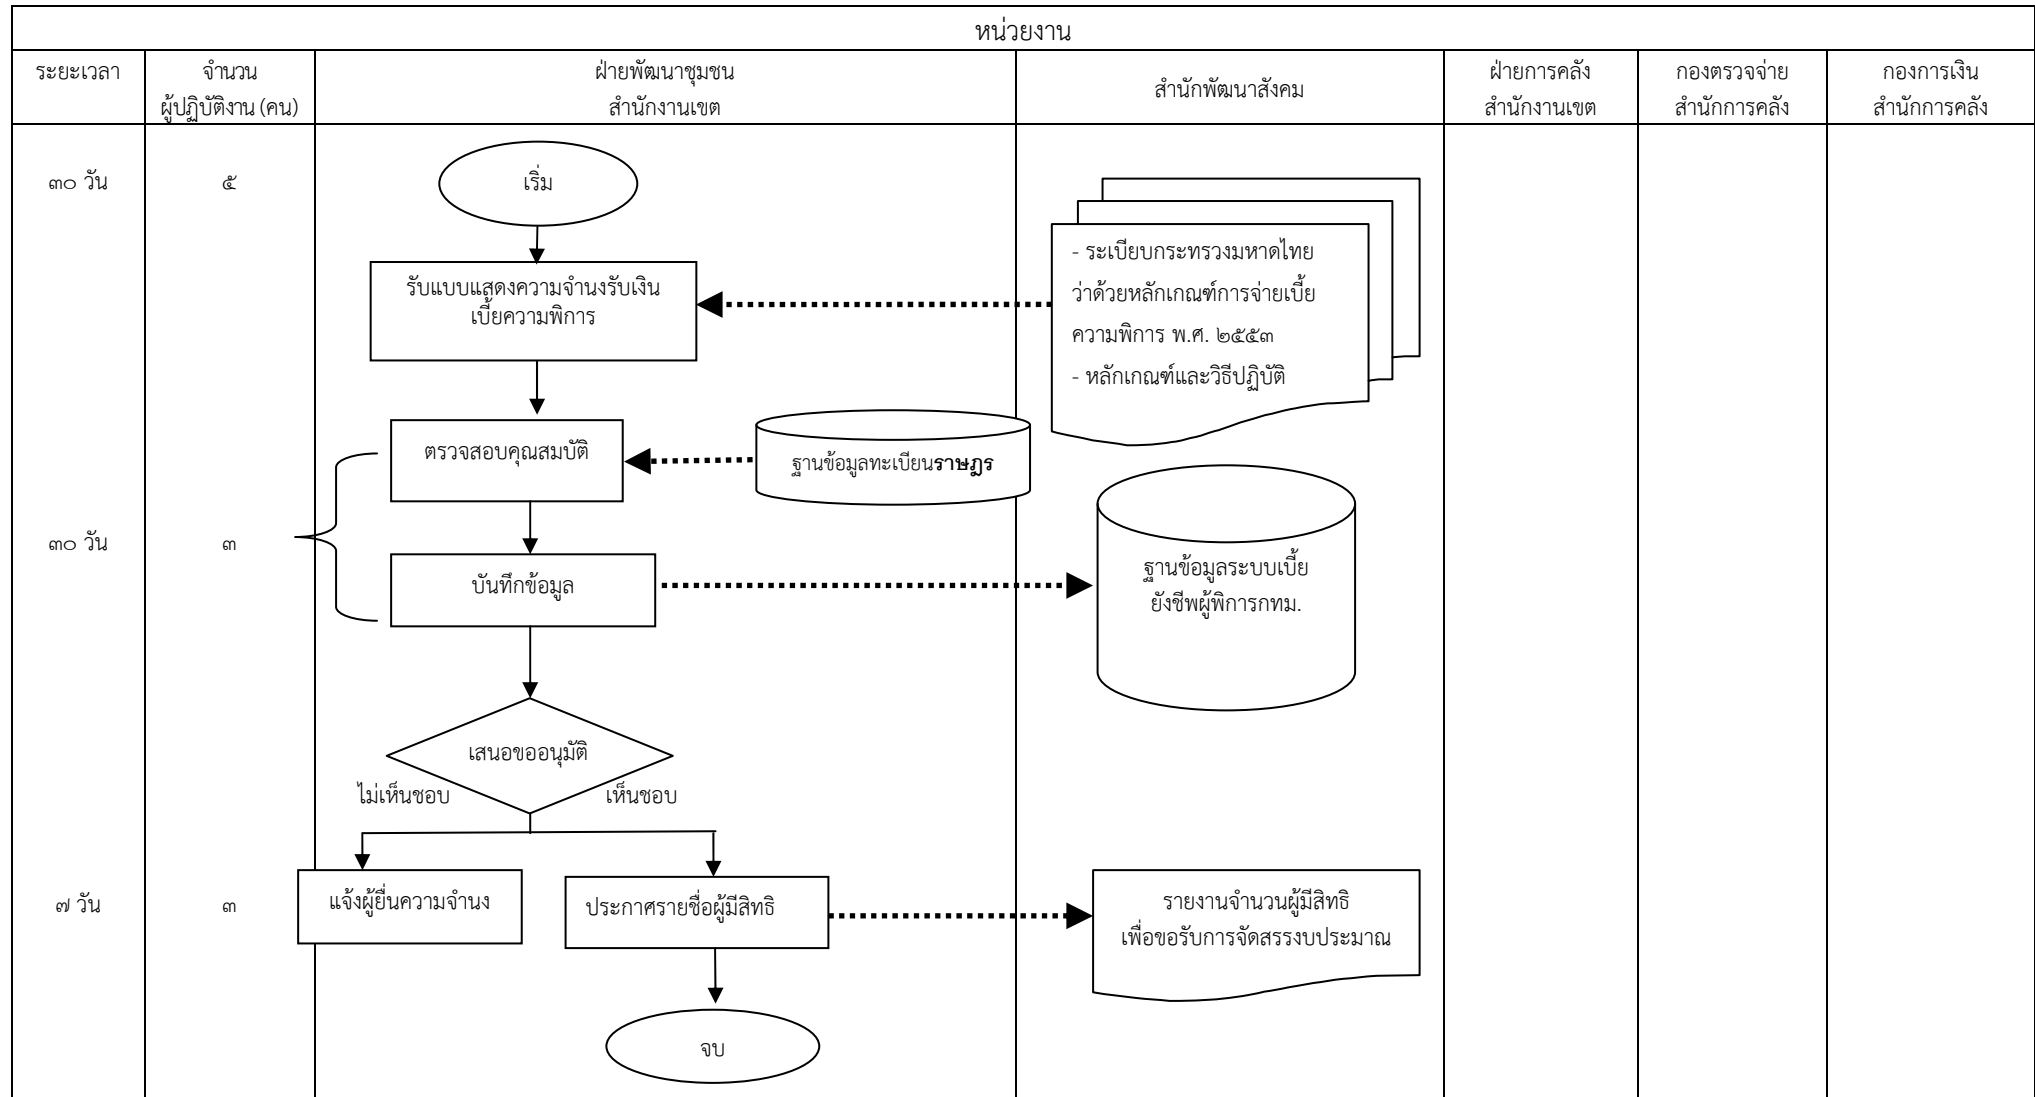 หน่วยงาน
ระยะเวลา
จำนวน
ผู้ปฏิบัติงาน (คน)
ฝ่ายพัฒนาชุมชน
สำนักงานเขต
สำนักพัฒนาสังคม
ฝ่ายการคลัง
สำนักงานเขต
กองตรวจจ่าย
สำนักการคลัง
กองการเงิน
สำนักการคลัง
๓๐ วัน
๕
เริ่ม
รับแบบแสดงความจำนงรับเงิน
เบี้ยความพิการ
- ระเบียบกระทรวงมหาดไทย
ว่าด้วยหลักเกณฑ์การจ่ายเบี้ย
ความพิการ พ.ศ. ๒๕๕๓
- หลักเกณฑ์และวิธีปฏิบัติ
ตรวจสอบคุณสมบัติ
ฐานข้อมูลทะเบียนราษฎร
๓๐ วัน
๓
บันทึกข้อมูล
ฐานข้อมูลระบบเบี้ย
ยังชีพผู้พิการกทม.
เสนอขออนุมัติ
ไม่เห็นชอบ
เห็นชอบ
๗ วัน
๓
แจ้งผู้ยื่นความจำนง
ประกาศรายชื่อผู้มีสิทธิ
รายงานจำนวนผู้มีสิทธิ
เพื่อขอรับการจัดสรรงบประมาณ
จบ